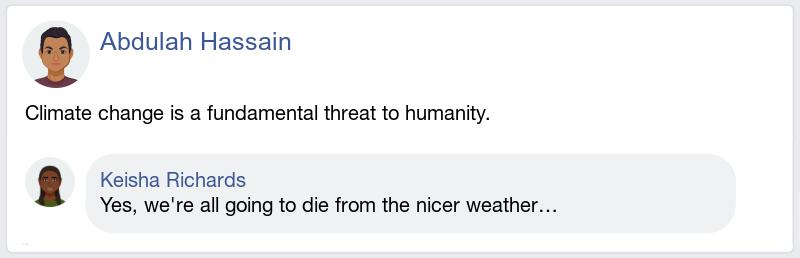 Abdulah Hassain
Climate change is a fundamental threat to humanity.
Keisha Richards
Yes, we're all going to die from the nicer weather…